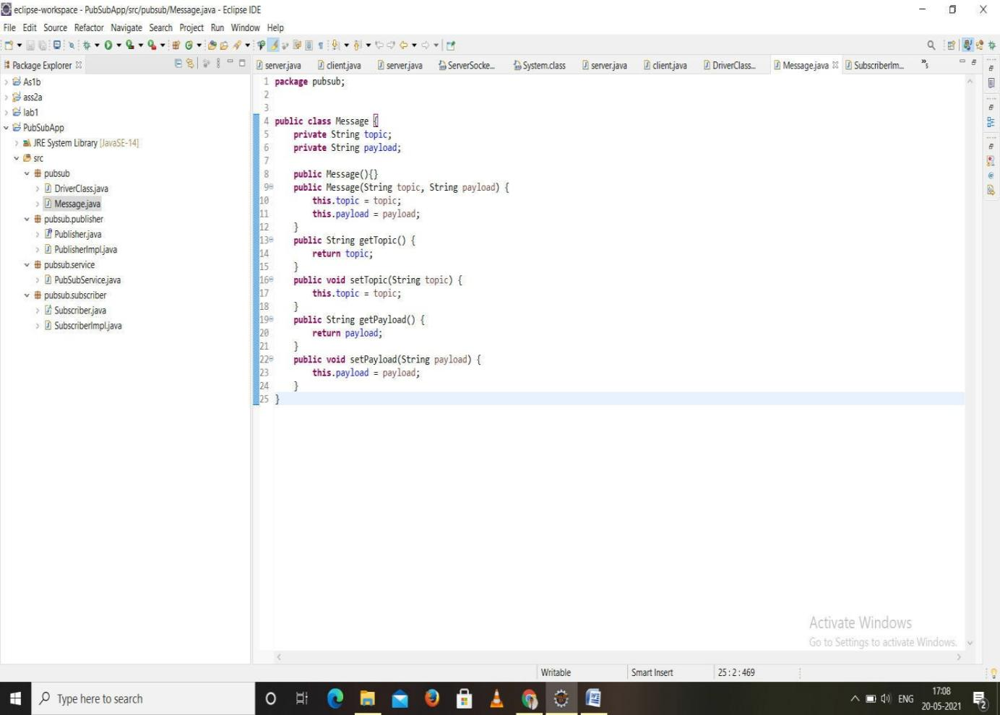 eclipse-workspace - PubSubApp/src/pubsub/Message.java - Eclipse IDE
File Edit Source Refactor Navigate Search Project Run Window Help
Package Explorer
As1b
ass2a
lab1
PubSubApp
JRE System Library [JavaSE-14]
src
pubsub
DriverClass.java
Message.java
pubsub.publisher
Publisher.java
PublisherImpl.java
pubsub.service
PubSubService.java
pubsub.subscriber
Subscriber.java
SubscriberImpl.java
server.java client.java server.java ServerSocke... System.class server.java client.java DriverClass... Message.java SubscriberIm... »5
1 package pubsub;
2
3
4 public class Message {
5 private String topic;
6 private String payload;
7
8 public Message(){}
9 public Message(String topic, String payload) {
10 this.topic = topic;
11 this.payload = payload;
12 }
13 public String getTopic() {
14 return topic;
15 }
16 public void setTopic(String topic) {
17 this.topic = topic;
18 }
19 public String getPayload() {
20 return payload;
21 }
22 public void setPayload(String payload) {
23 this.payload = payload;
24 }
25 }
Activate Windows
Go to Settings to activate Windows.
Writable Smart Insert 25 : 2 : 469
Type here to search
ENG
17:08
20-05-2021
2